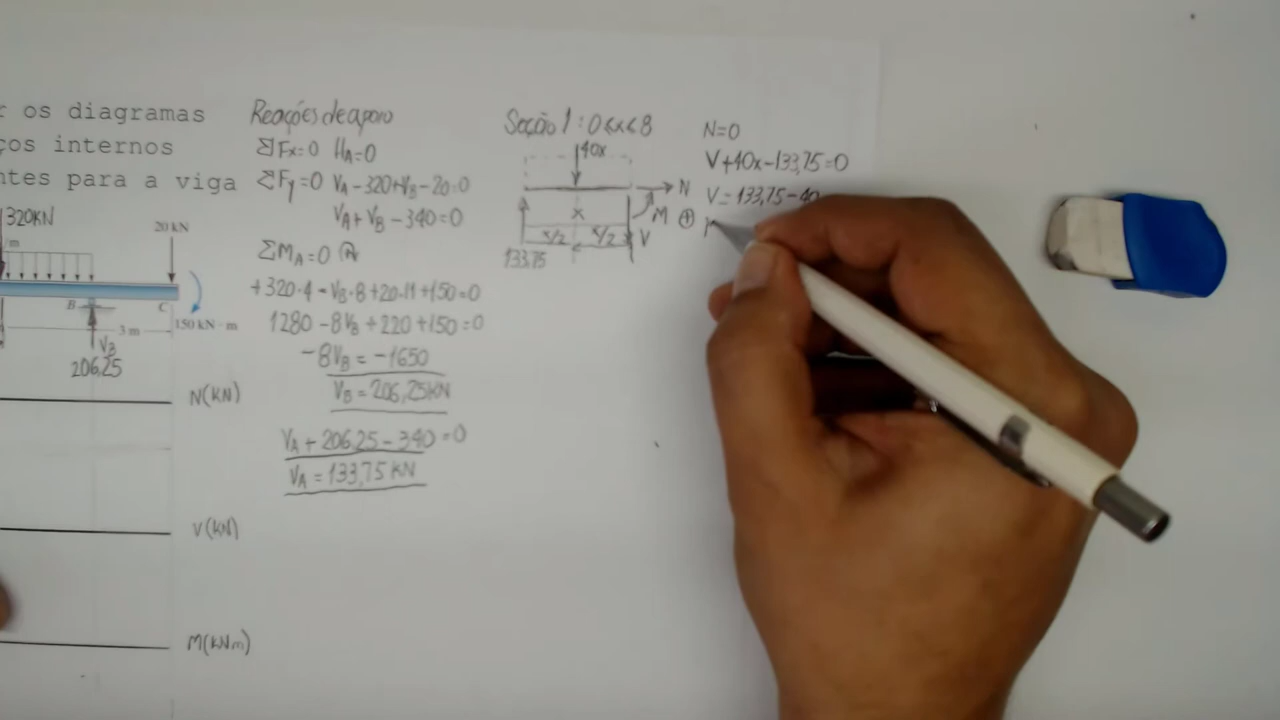 r os diagramas
ços internos
ntes para a viga
320KN
m
20 kN
B
C
3 m
150 kN · m
VB
206,25
N(KN)
V(KN)
M(KNm)
Reações de apoio
ΣFx=0 HA=0
ΣFy=0 VA-320+VB-20=0
VA+VB-340=0
ΣMA=0
+320·4-VB·8+20·11+150=0
1280-8VB+220+150=0
-8VB=-1650
VB=206,25KN
VA+206,25-340=0
VA=133,75KN
Seção 1: 0<x<8
40x
N
x
M
x/2 x/2
V
133,75
N=0
V+40x-133,75=0
V=133,75-40